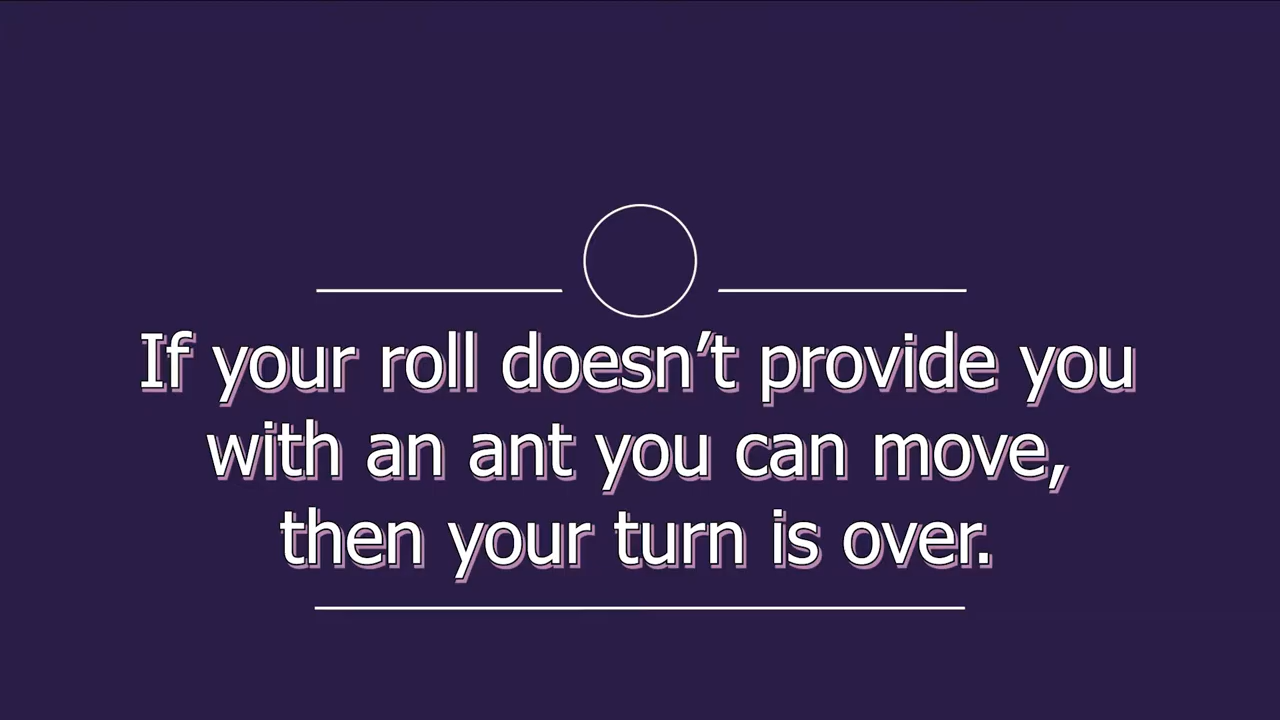 If your roll doesn’t provide you
with an ant you can move,
then your turn is over.